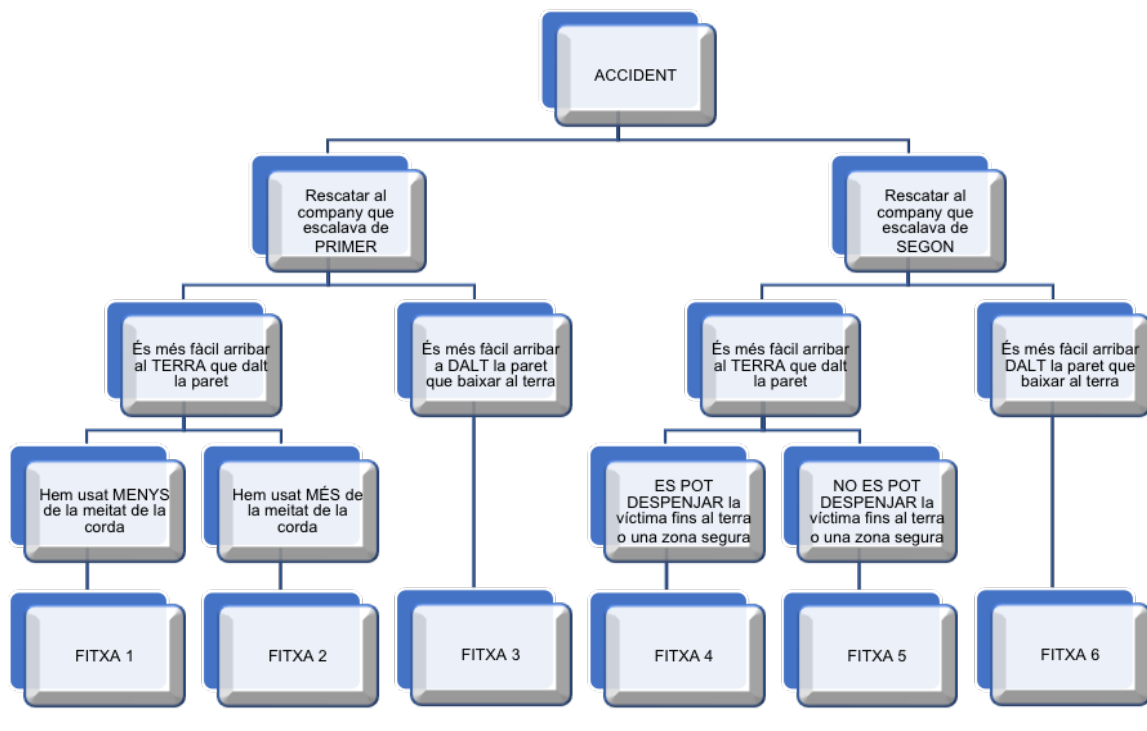 ACCIDENT
Rescatar al
company que
escalava de
PRIMER
Rescatar al
company que
escalava de
SEGON
És més fàcil arribar
al TERRA que dalt
la paret
És més fàcil arribar
a DALT la paret
que baixar al terra
És més fàcil arribar
al TERRA que dalt
la paret
És més fàcil arribar
DALT la paret que
baixar al terra
Hem usat MENYS
de la meitat de la
corda
Hem usat MÉS de
la meitat de la
corda
ES POT
DESPENJAR la
víctima fins al terra
o una zona segura
NO ES POT
DESPENJAR la
víctima fins al terra
o una zona segura
FITXA 1
FITXA 2
FITXA 3
FITXA 4
FITXA 5
FITXA 6